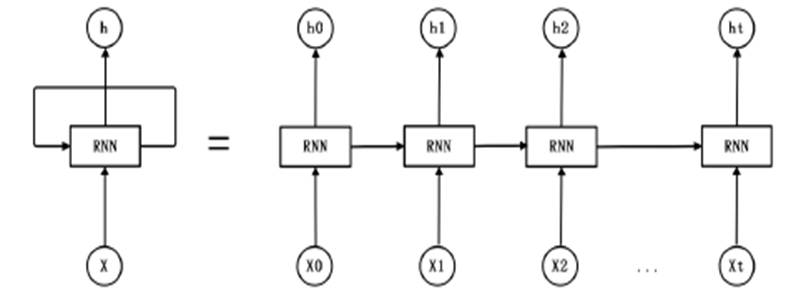 h h0 h1 h2 ht
RNN = RNN RNN RNN RNN
X X0 X1 X2 ... Xt